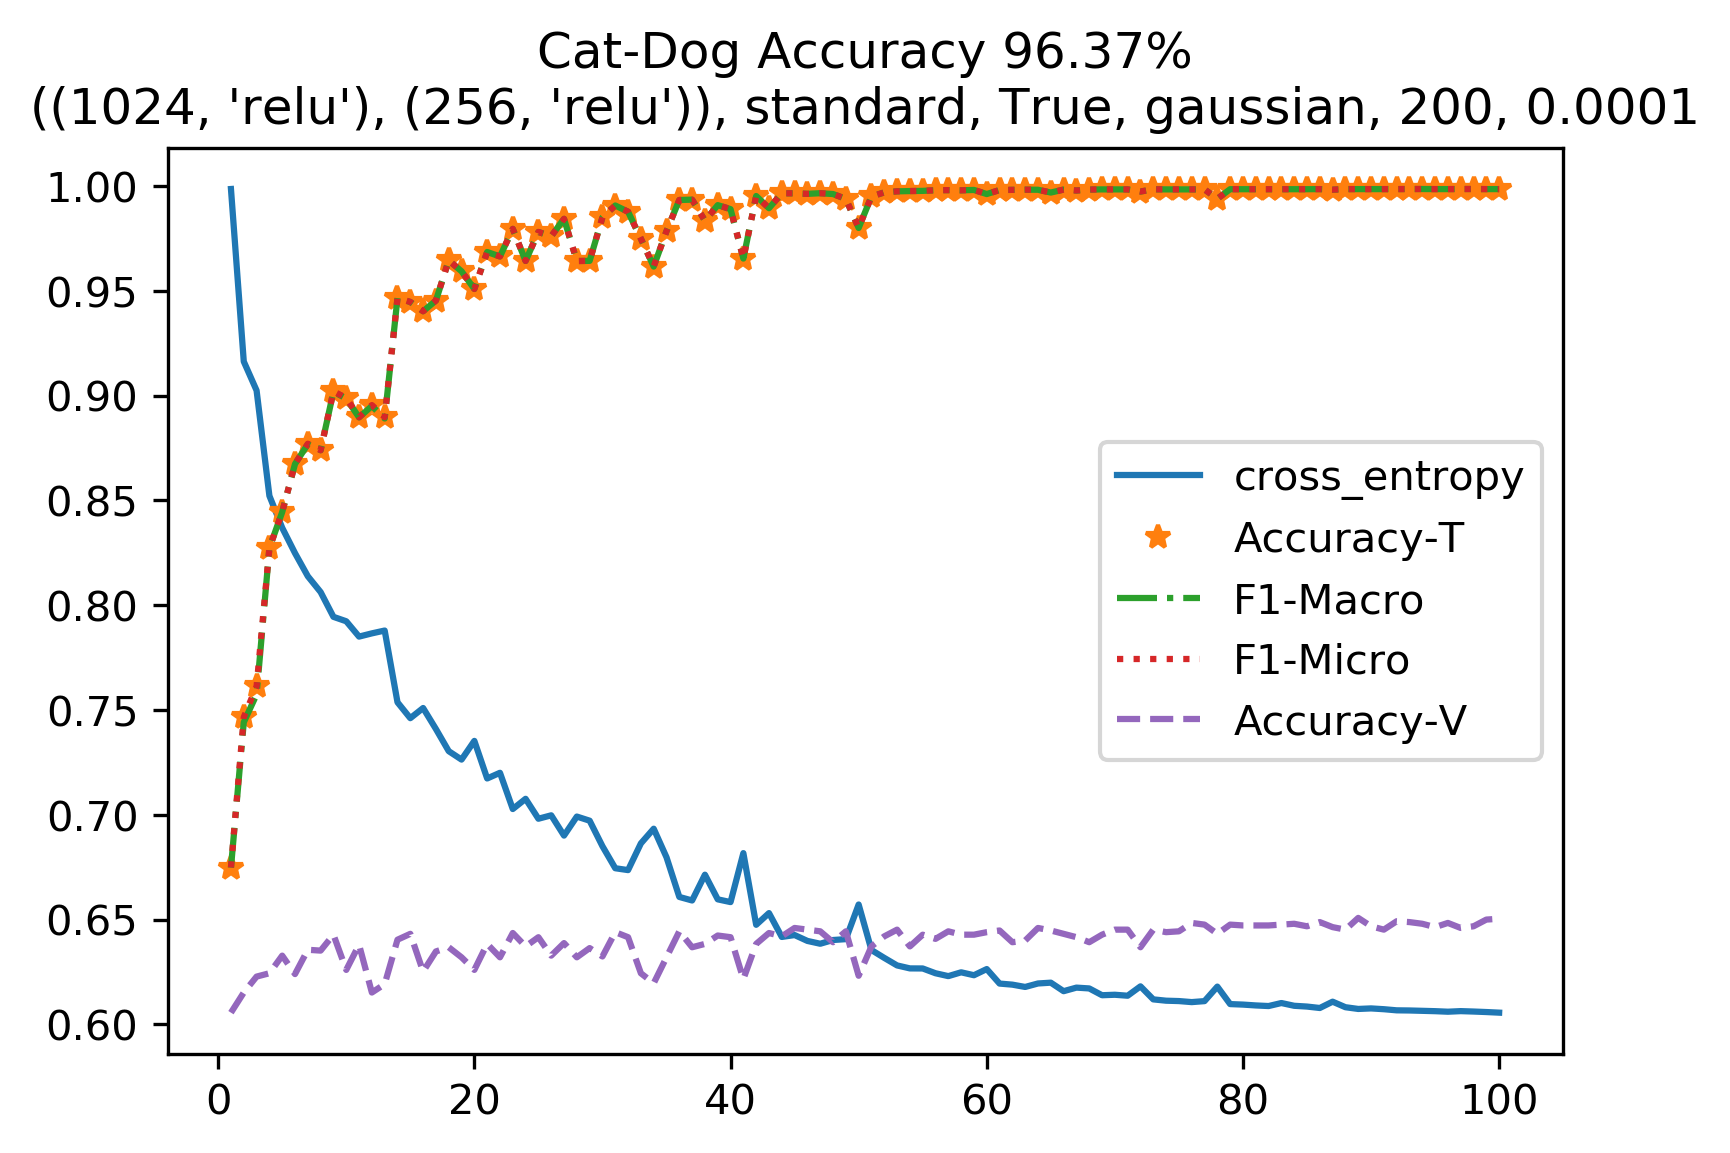 Cat-Dog Accuracy 96.37%
((1024, 'relu'), (256, 'relu')), standard, True, gaussian, 200, 0.0001
1.00
0.95
0.90
0.85
0.80
0.75
0.70
0.65
0.60
cross_entropy
Accuracy-T
F1-Macro
F1-Micro
Accuracy-V
0 20 40 60 80 100